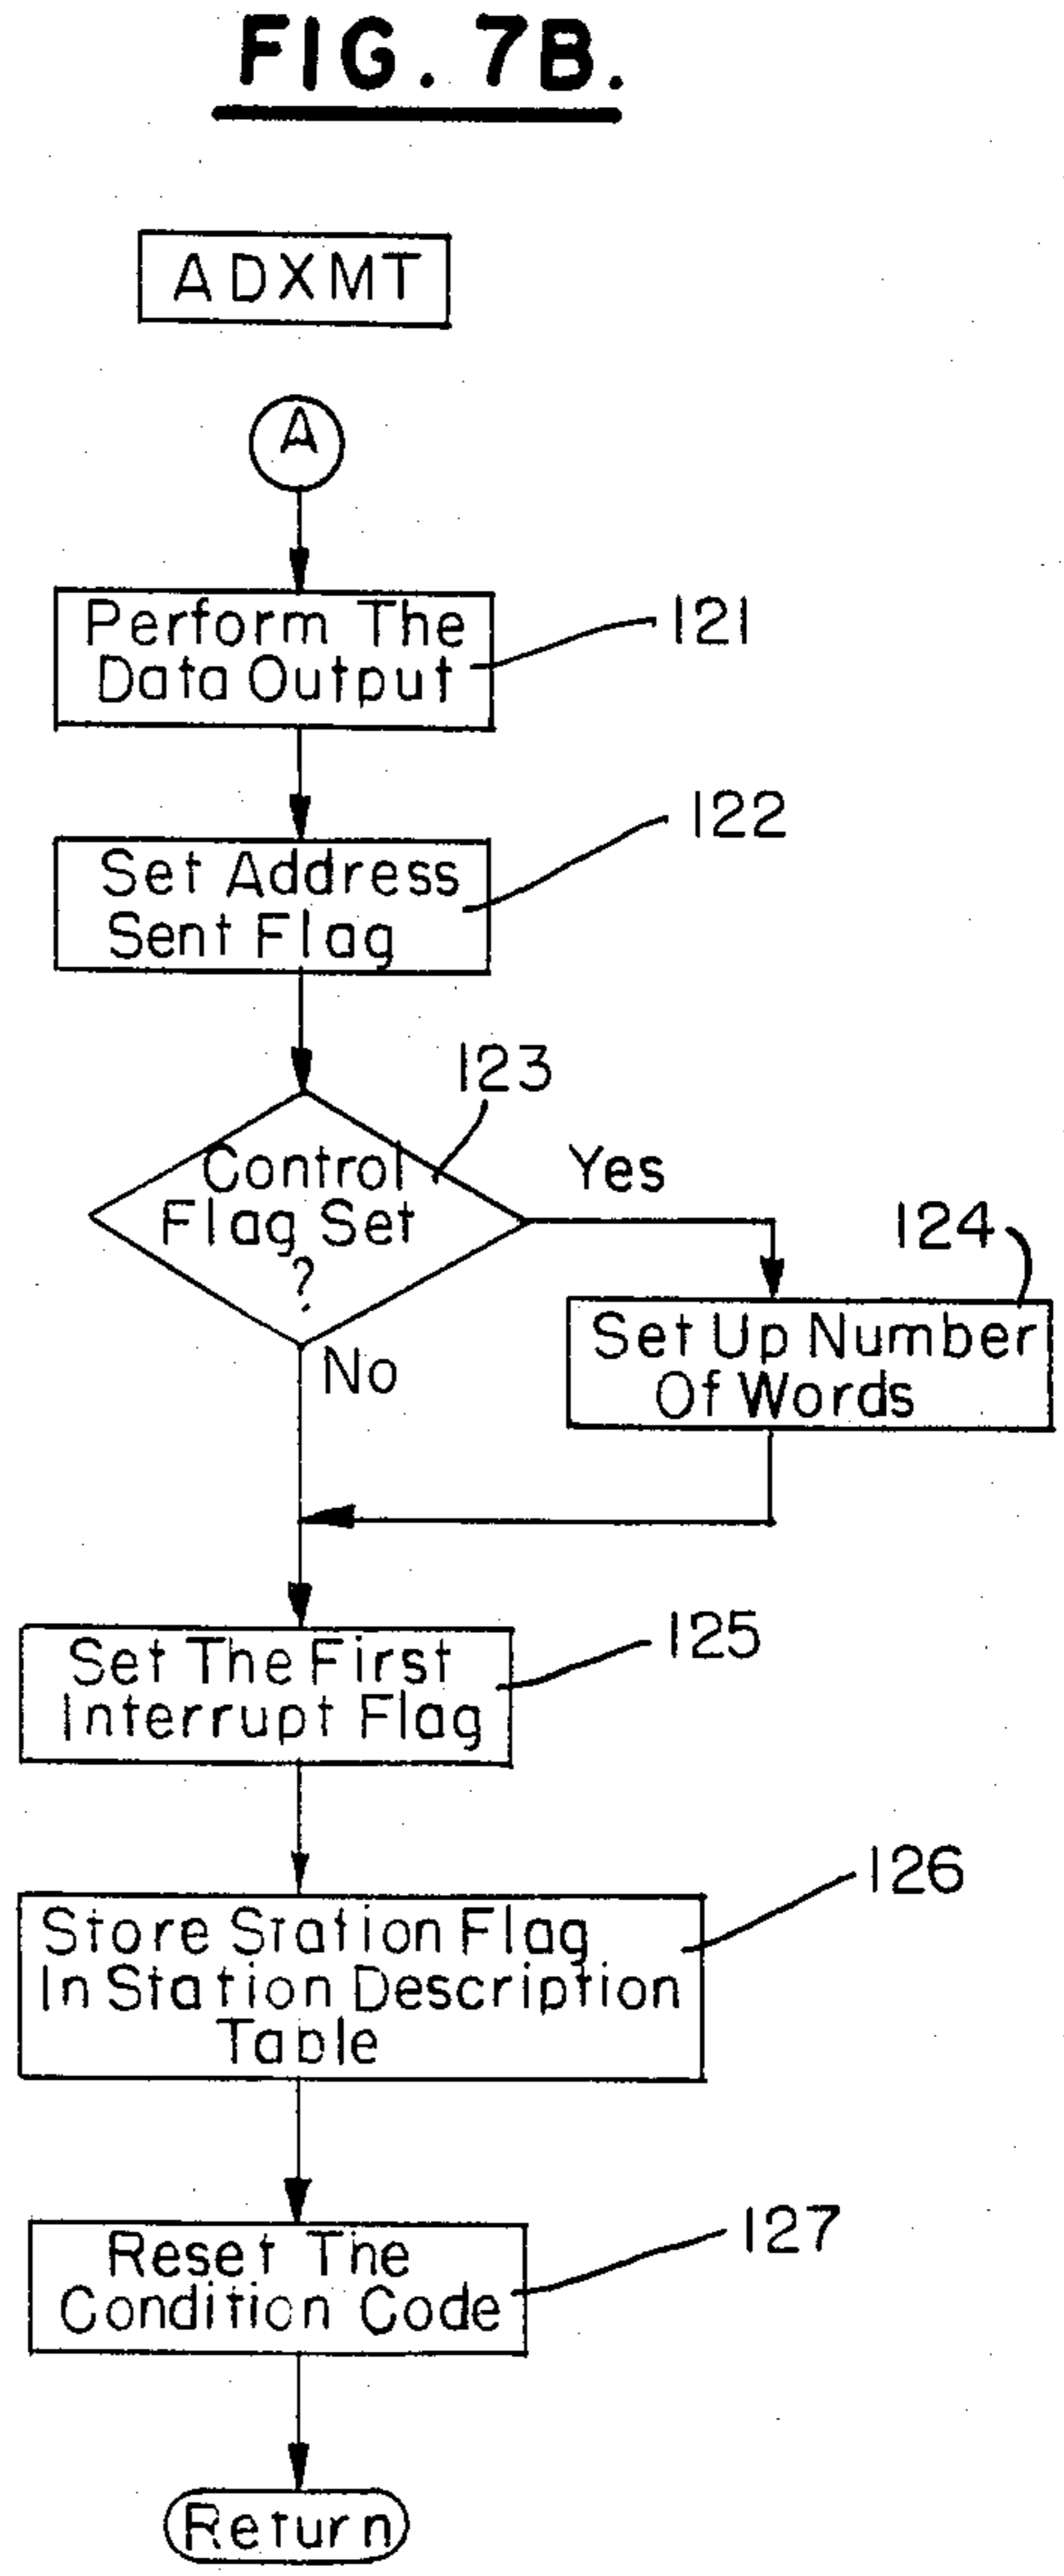 FIG. 7B.
ADXMT
A
Perform The
Data Output
121
Set Address
Sent Flag
122
123
Control
Flag Set
?
Yes
124
Set Up Number
Of Words
No
Set The First
Interrupt Flag
125
Store Station Flag
In Station Description
Table
126
Reset The
Condition Code
127
Return